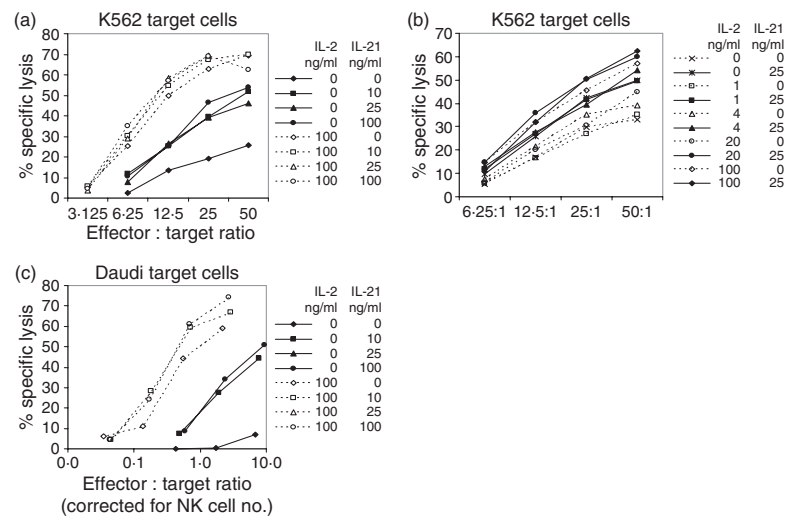 (a) K562 target cells
% specific lysis
80
70
60
50
40
30
20
10
0
3·125 6·25 12·5 25 50
Effector : target ratio
IL-2 IL-21
ng/ml ng/ml
0 0
0 10
0 25
0 100
100 0
100 10
100 25
100 100
(b) K562 target cells
% specific lysis
70
60
50
40
30
20
10
0
6·25:1 12·5:1 25:1 50:1
IL-2 IL-21
ng/ml ng/ml
0 0
0 25
1 0
1 25
4 0
4 25
20 0
20 25
100 0
100 25
(c) Daudi target cells
% specific lysis
80
70
60
50
40
30
20
10
0
0·0 0·1 1·0 10·0
Effector : target ratio
(corrected for NK cell no.)
IL-2 IL-21
ng/ml ng/ml
0 0
0 10
0 25
0 100
100 0
100 10
100 25
100 100